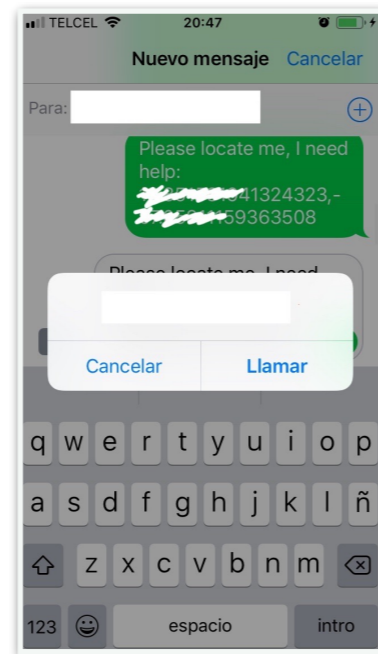 TELCEL 20:47
Nuevo mensaje Cancelar
Para:
Please locate me, I need
help:
41324323,-
59363508
Please locate me, I need
Cancelar Llamar
q w e r t y u i o p
a s d f g h j k l ñ
z x c v b n m
123 espacio intro